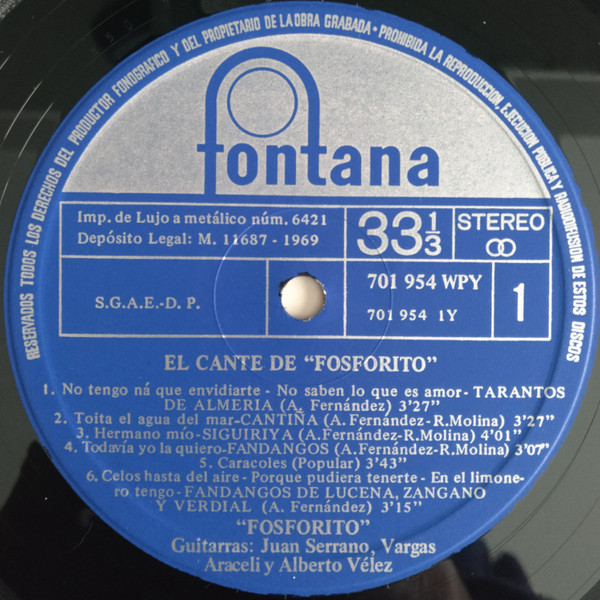 RESERVADOS TODOS LOS DERECHOS DEL PRODUCTOR FONOGRAFICO Y DEL PROPIETARIO DE LA OBRA GRABADA • PROHIBIDA LA REPRODUCCION, EJECUCION PUBLICA Y RADIODIFUSION DE ESTOS DISCOS
fontana
Imp. de Lujo a metálico núm. 6421
Depósito Legal: M. 11687 - 1969
33 1/3
STEREO
S.G.A.E.-D. P.
701 954 WPY
701 954 1Y
1
EL CANTE DE "FOSFORITO"
1. No tengo ná que envidiarte - No saben lo que es amor - TARANTOS
DE ALMERIA (A. Fernández) 3'27"
2. Toita el agua del mar-CANTIÑA (A. Fernández-R.Molina) 3'27"
3. Hermano mío-SIGUIRIYA (A.Fernández-R.Molina) 4'01"
4. Todavía yo la quiero-FANDANGOS (A.Fernández-R.Molina) 3'07"
5. Caracoles (Popular) 3'43"
6. Celos hasta del aire - Porque pudiera tenerte - En el limone-
ro tengo - FANDANGOS DE LUCENA, ZANGANO
Y VERDIAL (A. Fernández) 3'15"
"FOSFORITO"
Guitarras: Juan Serrano, Vargas
Araceli y Alberto Vélez